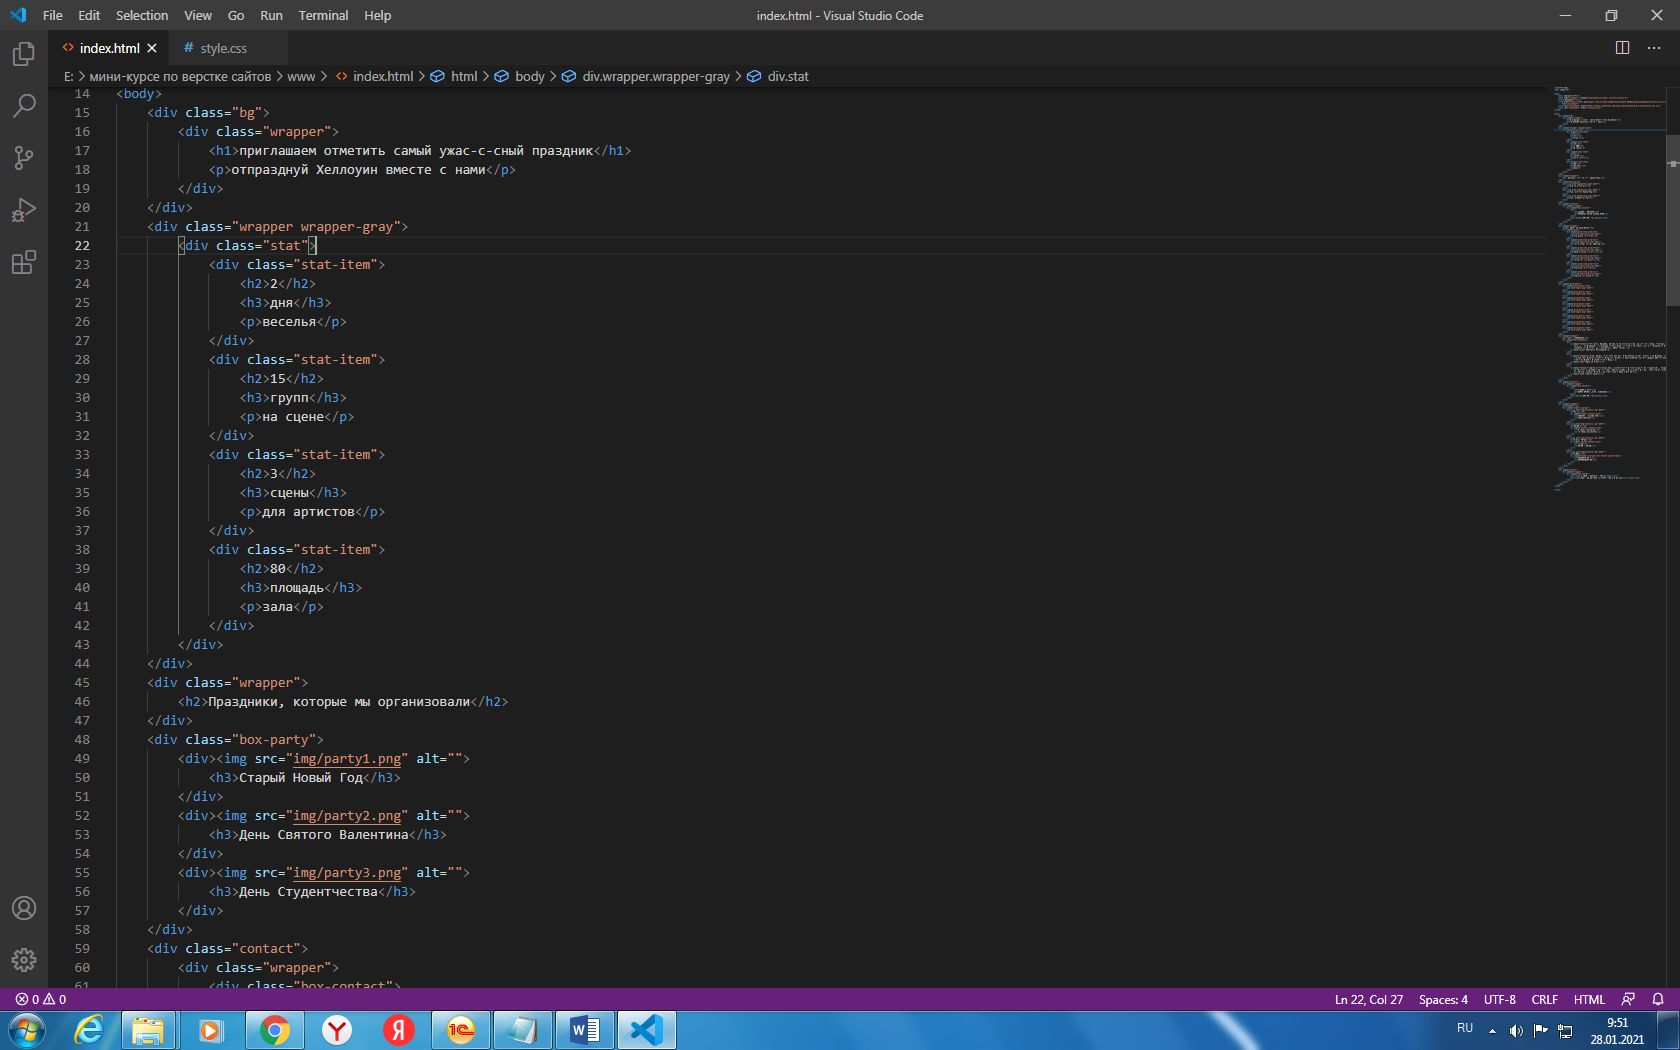 File Edit Selection View Go Run Terminal Help
index.html - Visual Studio Code
index.html
style.css
E: > мини-курсе по верстке сайтов > www > index.html > html > body > div.wrapper.wrapper-gray > div.stat
14 <body>
15 <div class="bg">
16 <div class="wrapper">
17 <h1>приглашаем отметить самый ужас-с-сный праздник</h1>
18 <p>отпразднуй Хеллоуин вместе с нами</p>
19 </div>
20 </div>
21 <div class="wrapper wrapper-gray">
22 <div class="stat">
23 <div class="stat-item">
24 <h2>2</h2>
25 <h3>дня</h3>
26 <p>веселья</p>
27 </div>
28 <div class="stat-item">
29 <h2>15</h2>
30 <h3>групп</h3>
31 <p>на сцене</p>
32 </div>
33 <div class="stat-item">
34 <h2>3</h2>
35 <h3>сцены</h3>
36 <p>для артистов</p>
37 </div>
38 <div class="stat-item">
39 <h2>80</h2>
40 <h3>площадь</h3>
41 <p>зала</p>
42 </div>
43 </div>
44 </div>
45 <div class="wrapper">
46 <h2>Праздники, которые мы организовали</h2>
47 </div>
48 <div class="box-party">
49 <div><img src="img/party1.png" alt="">
50 <h3>Старый Новый Год</h3>
51 </div>
52 <div><img src="img/party2.png" alt="">
53 <h3>День Святого Валентина</h3>
54 </div>
55 <div><img src="img/party3.png" alt="">
56 <h3>День Студентчества</h3>
57 </div>
58 </div>
59 <div class="contact">
60 <div class="wrapper">
61 <div class="box-contact">
0 0
Ln 22, Col 27 Spaces: 4 UTF-8 CRLF HTML
RU
9:51
28.01.2021